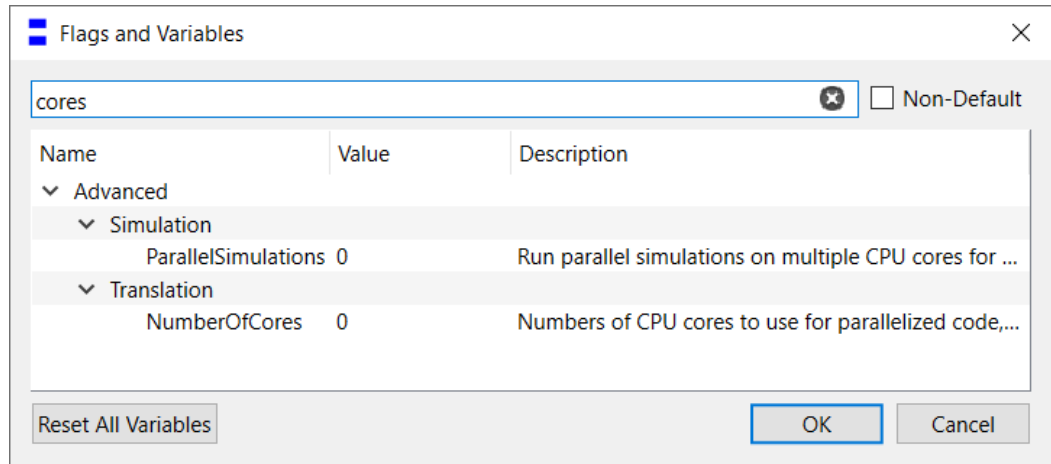 Flags and Variables
cores
Non-Default
Name Value Description
Advanced
Simulation
ParallelSimulations 0 Run parallel simulations on multiple CPU cores for ...
Translation
NumberOfCores 0 Numbers of CPU cores to use for parallelized code,...
Reset All Variables OK Cancel